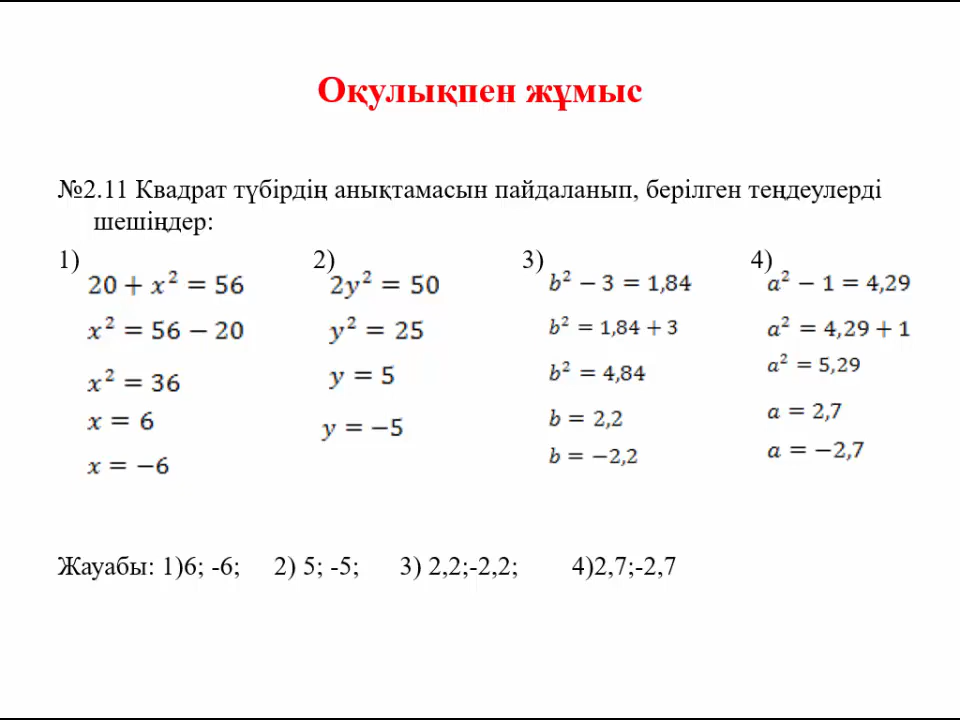 Оқулықпен жұмыс
№2.11 Квадрат түбірдің анықтамасын пайдаланып, берілген теңдеулерді
шешіңдер:
1) 2) 3) 4)
20 + x² = 56 2y² = 50 b² − 3 = 1,84 a² − 1 = 4,29
x² = 56 − 20 y² = 25 b² = 1,84 + 3 a² = 4,29 + 1
x² = 36 y = 5 b² = 4,84 a² = 5,29
x = 6 y = −5 b = 2,2 a = 2,7
x = −6 b = −2,2 a = −2,7
Жауабы: 1)6; -6; 2) 5; -5; 3) 2,2;-2,2; 4)2,7;-2,7